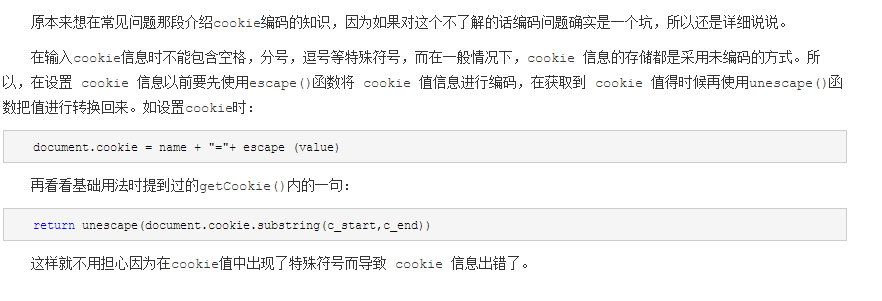 原本来想在常见问题那段介绍cookie编码的知识，因为如果对这个不了解的话编码问题确实是一个坑，所以还是详细说说。
在输入cookie信息时不能包含空格，分号，逗号等特殊符号，而在一般情况下，cookie 信息的存储都是采用未编码的方式。所
以，在设置 cookie 信息以前要先使用escape()函数将 cookie 值信息进行编码，在获取到 cookie 值得时候再使用unescape()函
数把值进行转换回来。如设置cookie时：
document.cookie = name + "="+ escape (value)
再看看基础用法时提到过的getCookie()内的一句：
return unescape(document.cookie.substring(c_start,c_end))
这样就不用担心因为在cookie值中出现了特殊符号而导致 cookie 信息出错了。